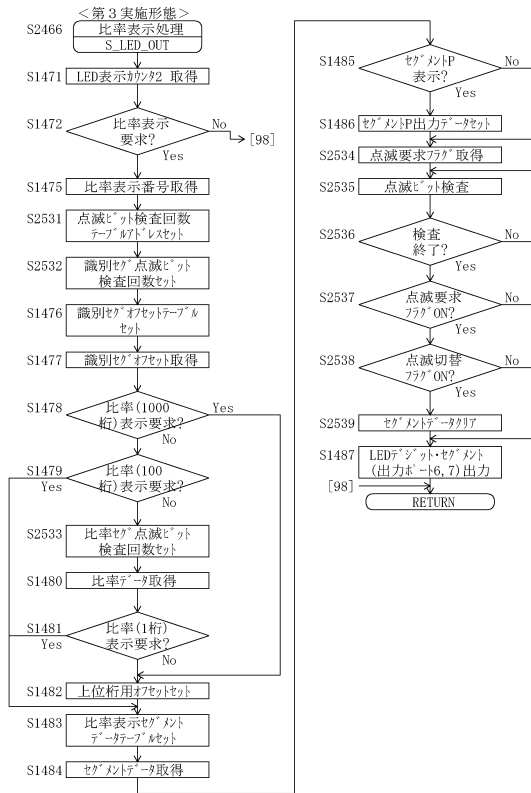 ＜第３実施形態＞
S2466
比率表示処理
S_LED_OUT
S1471
LED表示ｶｳﾝﾀ2 取得
S1472
比率表示
要求?
No
[98]
Yes
S1475
比率表示番号取得
S2531
点滅ﾋﾞｯﾄ検査回数
ﾃｰﾌﾞﾙｱﾄﾞﾚｽｾｯﾄ
S2532
識別ｾｸﾞ点滅ﾋﾞｯﾄ
検査回数ｾｯﾄ
S1476
識別ｾｸﾞｵﾌｾｯﾄﾃｰﾌﾞﾙ
ｾｯﾄ
S1477
識別ｾｸﾞｵﾌｾｯﾄ取得
S1478
比率(1000
桁)表示要求?
Yes
No
S1479
比率(100
桁)表示要求?
Yes
No
S2533
比率ｾｸﾞ点滅ﾋﾞｯﾄ
検査回数ｾｯﾄ
S1480
比率ﾃﾞｰﾀ取得
S1481
比率(1桁)
表示要求?
Yes
No
S1482
上位桁用ｵﾌｾｯﾄｾｯﾄ
S1483
比率表示ｾｸﾞﾒﾝﾄ
ﾃﾞｰﾀﾃｰﾌﾞﾙｾｯﾄ
S1484
ｾｸﾞﾒﾝﾄﾃﾞｰﾀ取得
S1485
ｾｸﾞﾒﾝﾄP
表示?
No
Yes
S1486
ｾｸﾞﾒﾝﾄP出力ﾃﾞｰﾀｾｯﾄ
S2534
点滅要求ﾌﾗｸﾞ取得
S2535
点滅ﾋﾞｯﾄ検査
S2536
検査
終了?
No
Yes
S2537
点滅要求
ﾌﾗｸﾞON?
No
Yes
S2538
点滅切替
ﾌﾗｸﾞON?
No
Yes
S2539
ｾｸﾞﾒﾝﾄﾃﾞｰﾀｸﾘｱ
S1487
LEDﾃﾞｼﾞｯﾄ・ｾｸﾞﾒﾝﾄ
(出力ﾎﾟｰﾄ6,7)出力
[98]
RETURN